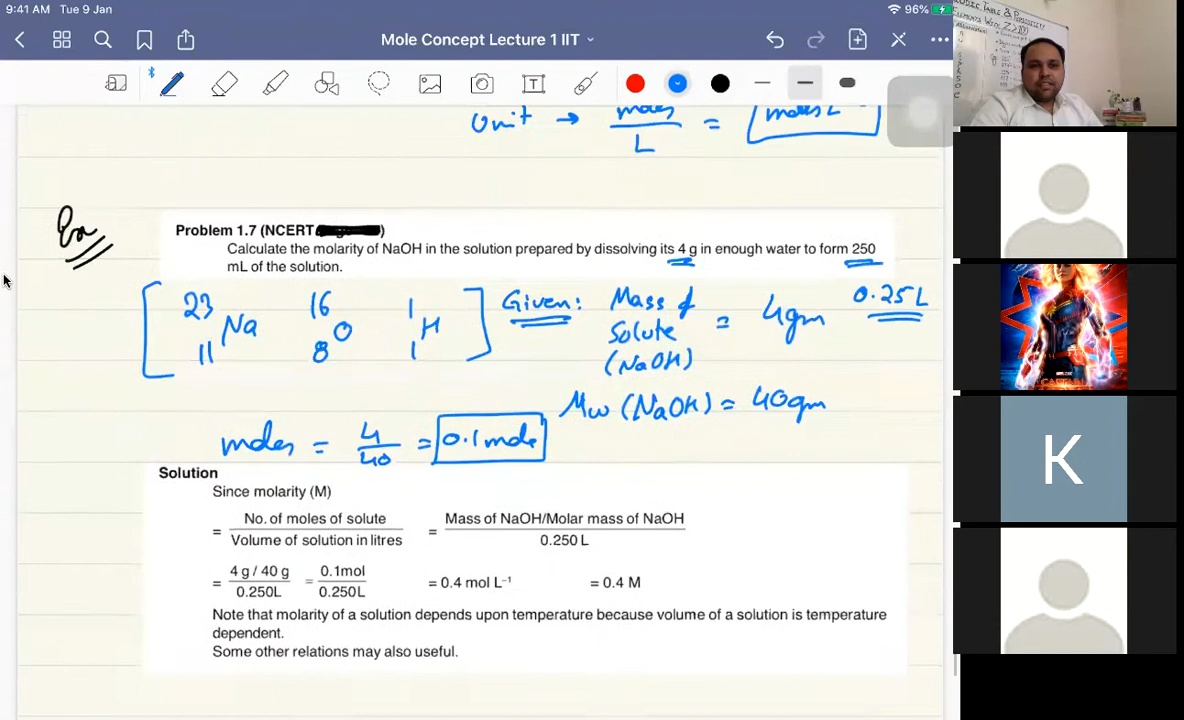 9:41 AM Tue 9 Jan
96%
Mole Concept Lecture 1 IIT
Unit → moles / L = moles L
Ex
Problem 1.7 (NCERT )
Calculate the molarity of NaOH in the solution prepared by dissolving its 4 g in enough water to form 250
mL of the solution.
[ 23 11 Na 16 8 O 1 1 H ]
Given: Mass of = 4gm 0.25L
Solute
(NaOH)
Mw (NaOH) = 40gm
moles = 4/40 = 0.1 mole
Solution
Since molarity (M)
= No. of moles of solute / Volume of solution in litres = Mass of NaOH/Molar mass of NaOH / 0.250 L
= 4 g / 40 g / 0.250L = 0.1mol / 0.250L = 0.4 mol L⁻¹ = 0.4 M
Note that molarity of a solution depends upon temperature because volume of a solution is temperature
dependent.
Some other relations may also useful.
K